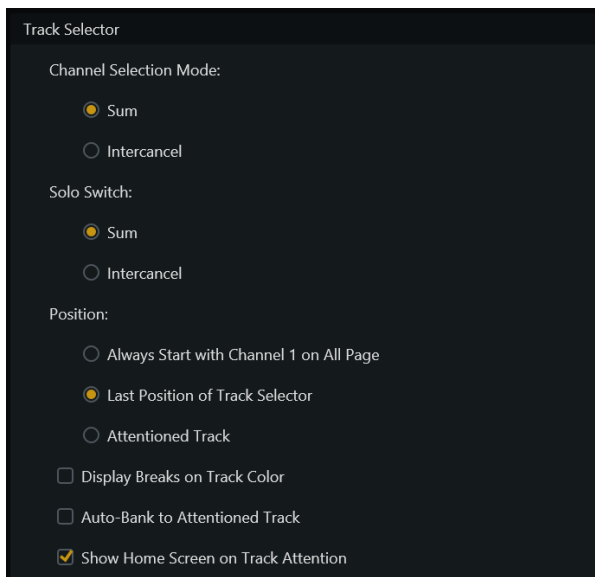 Track Selector
Channel Selection Mode:
Sum
Intercancel
Solo Switch:
Sum
Intercancel
Position:
Always Start with Channel 1 on All Page
Last Position of Track Selector
Attentioned Track
Display Breaks on Track Color
Auto-Bank to Attentioned Track
Show Home Screen on Track Attention